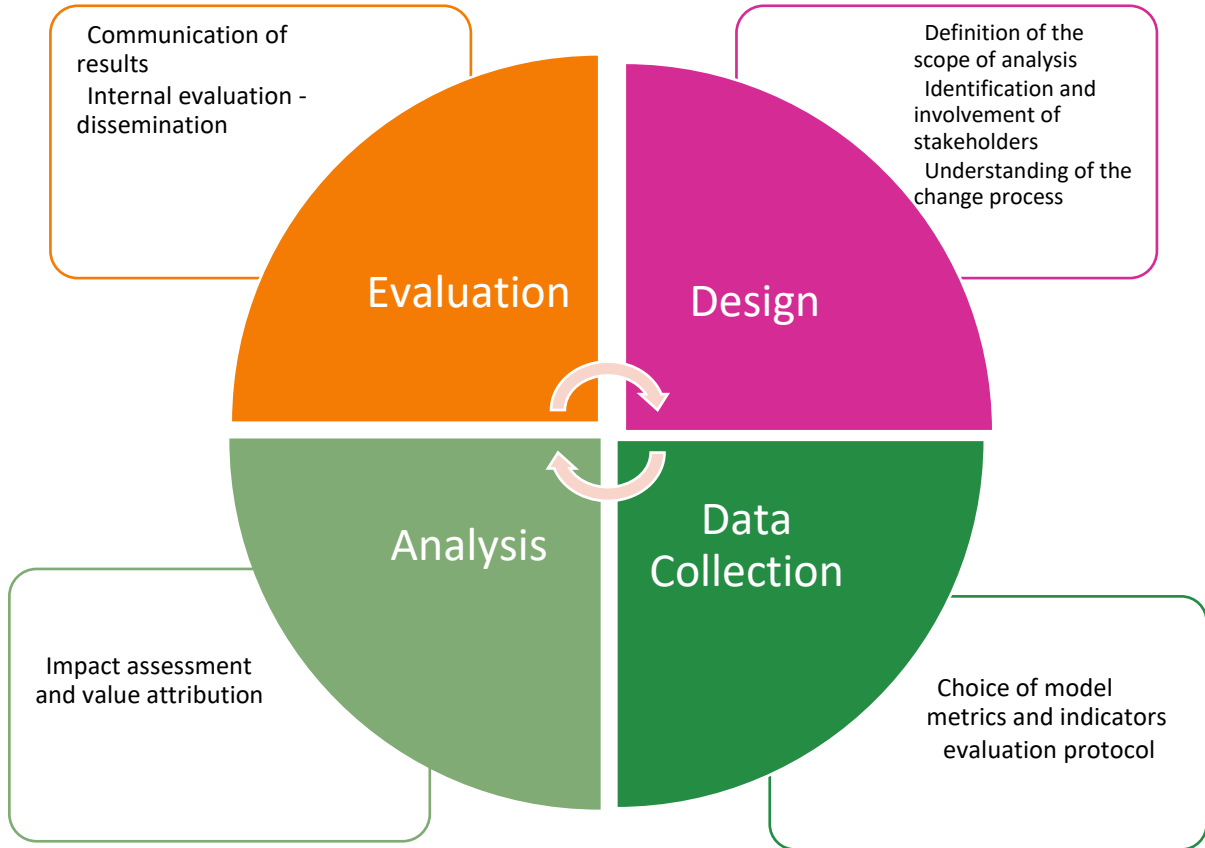 Communication of
results
Internal evaluation -
dissemination
Definition of the
scope of analysis
Identification and
involvement of
stakeholders
Understanding of the
change process
Evaluation
Design
Analysis
Data
Collection
Impact assessment
and value attribution
Choice of model
metrics and indicators
evaluation protocol